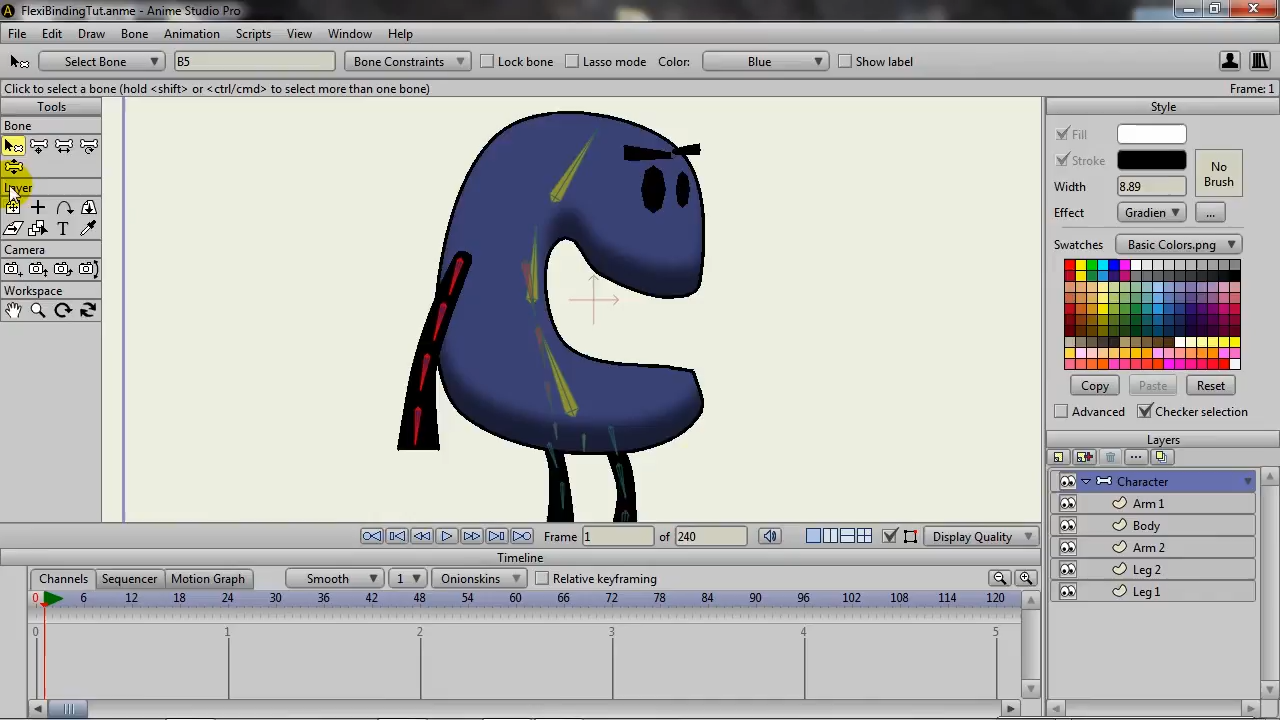 FlexiBindingTut.anme - Anime Studio Pro
File Edit Draw Bone Animation Scripts View Window Help
Select Bone B5 Bone Constraints Lock bone Lasso mode Color: Blue Show label
Click to select a bone (hold <shift> or <ctrl/cmd> to select more than one bone) Frame: 1
Tools
Bone
Layer
Camera
Workspace
Style
Fill
Stroke
No Brush
Width 8.89
Effect Gradien ...
Swatches Basic Colors.png
Copy Paste Reset
Advanced Checker selection
Layers
Character
Arm 1
Body
Arm 2
Leg 2
Leg 1
Frame 1 of 240 Display Quality
Timeline
Channels Sequencer Motion Graph Smooth 1 Onionskins Relative keyframing
0 6 12 18 24 30 36 42 48 54 60 66 72 78 84 90 96 102 108 114 120
0 1 2 3 4 5